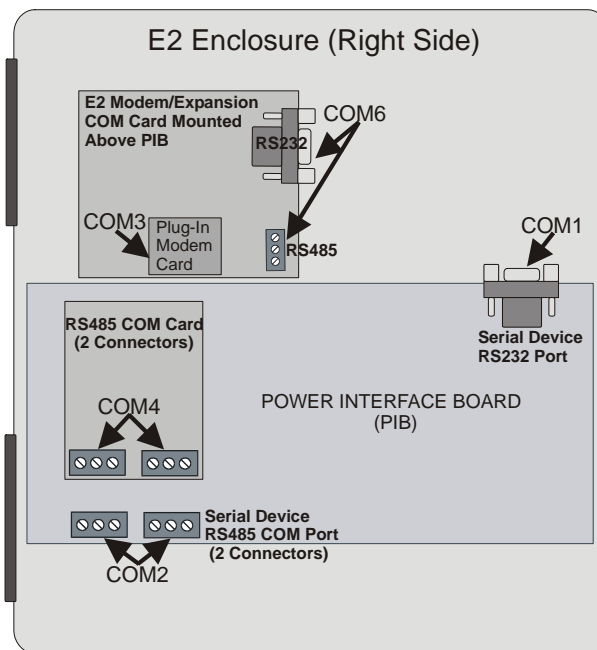 E2 Enclosure (Right Side)
E2 Modem/Expansion
COM Card Mounted
Above PIB
RS232
COM6
COM3
Plug-In
Modem
Card
RS485
COM1
Serial Device
RS232 Port
RS485 COM Card
(2 Connectors)
COM4
POWER INTERFACE BOARD
(PIB)
Serial Device
RS485 COM Port
(2 Connectors)
COM2